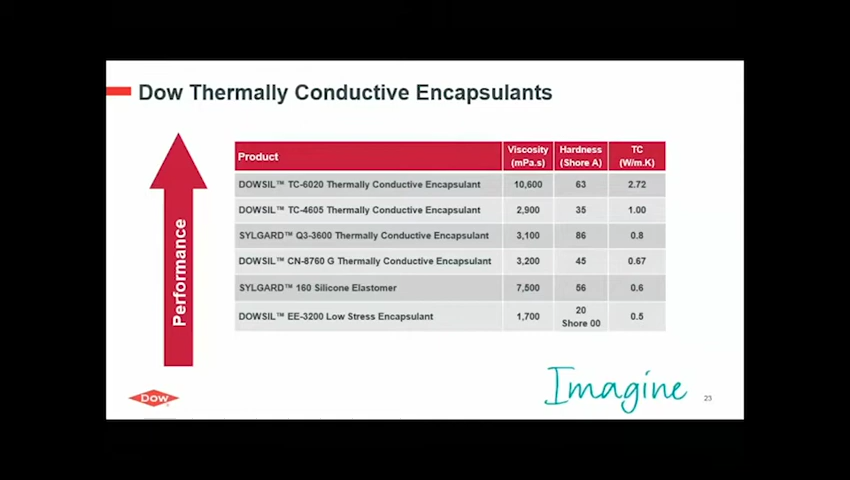 Dow Thermally Conductive Encapsulants
Performance
Product Viscosity (mPa.s) Hardness (Shore A) TC (W/m.K)
DOWSIL™ TC-6020 Thermally Conductive Encapsulant 10,600 63 2.72
DOWSIL™ TC-4605 Thermally Conductive Encapsulant 2,900 35 1.00
SYLGARD™ Q3-3600 Thermally Conductive Encapsulant 3,100 86 0.8
DOWSIL™ CN-8760 G Thermally Conductive Encapsulant 3,200 45 0.67
SYLGARD™ 160 Silicone Elastomer 7,500 56 0.6
DOWSIL™ EE-3200 Low Stress Encapsulant 1,700 20 Shore 00 0.5
Dow
Imagine
23